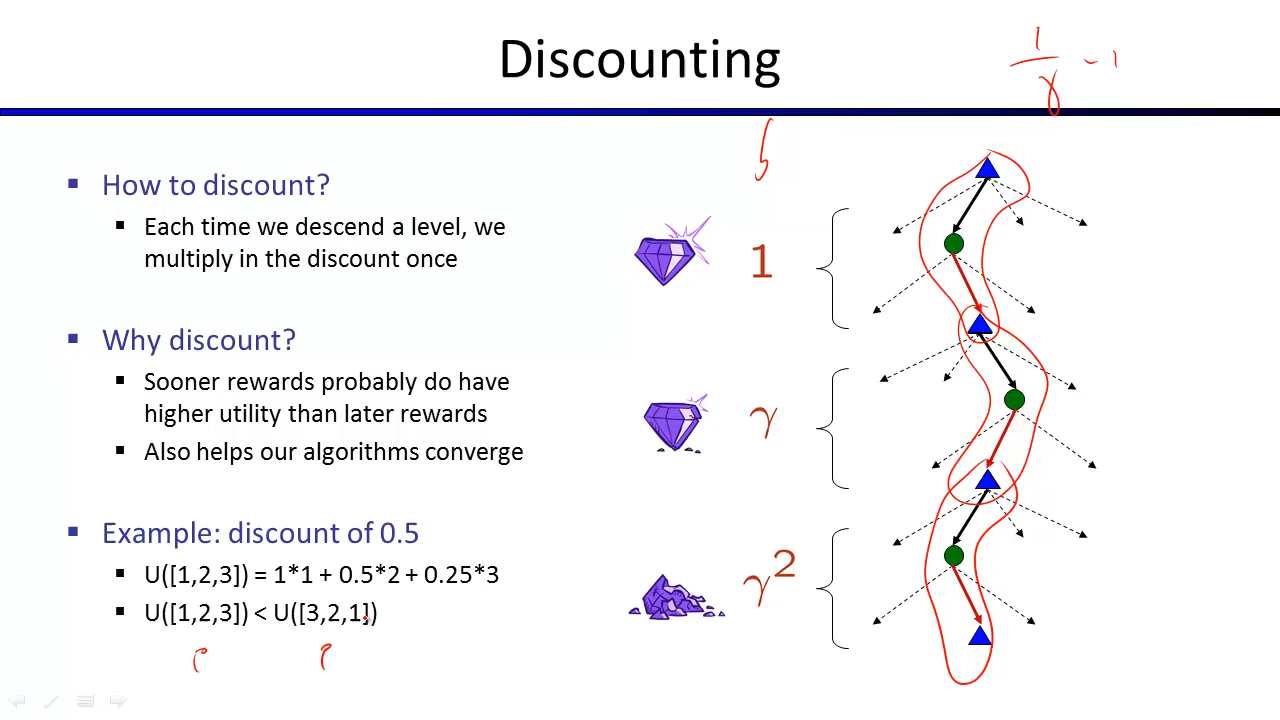 Discounting
1
γ - 1
How to discount?
Each time we descend a level, we
multiply in the discount once
1
Why discount?
Sooner rewards probably do have
higher utility than later rewards
Also helps our algorithms converge
γ
Example: discount of 0.5
U([1,2,3]) = 1*1 + 0.5*2 + 0.25*3
U([1,2,3]) < U([3,2,1])
γ²